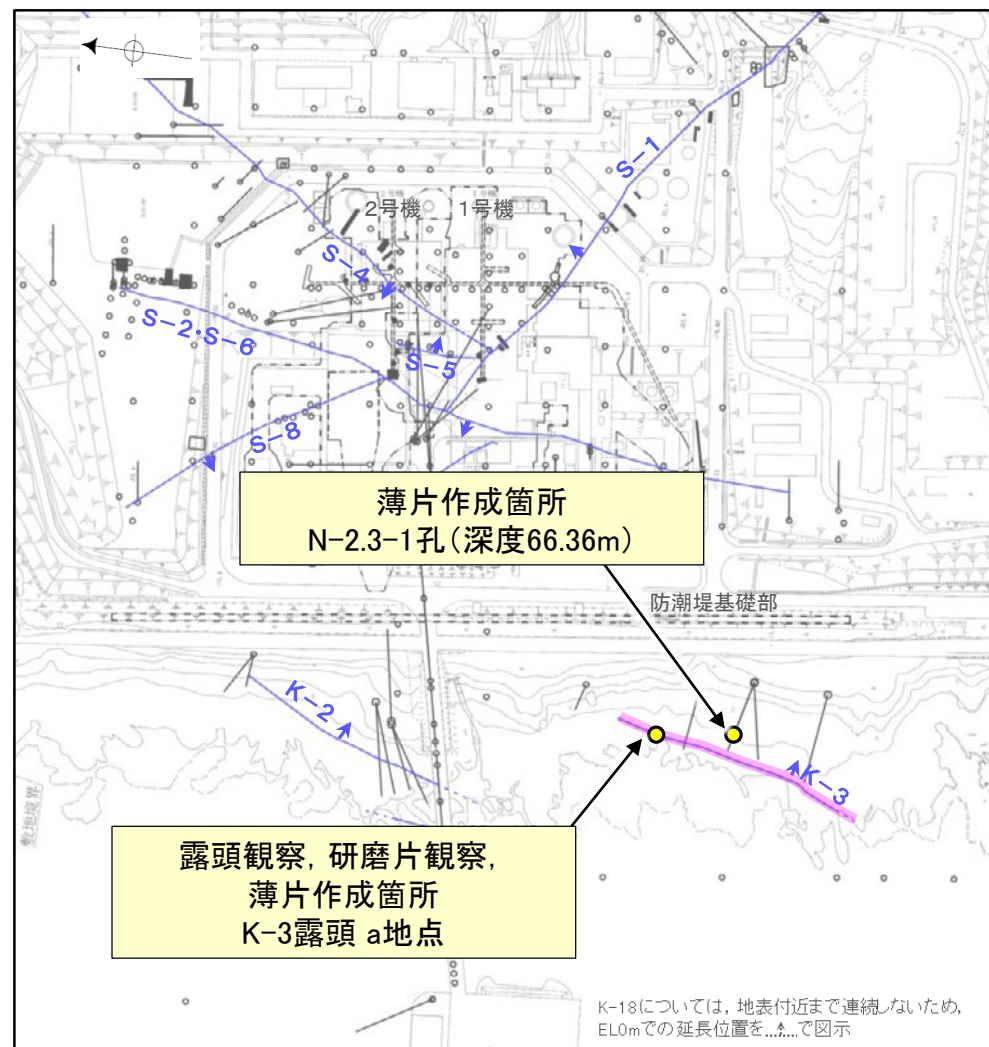 S-1
2号機
1号機
S-4
S-2・S-6
S-5
S-8
薄片作成箇所
N-2.3-1孔(深度66.36m)
防潮堤基礎部
K-2
K-3
敷地境界
露頭観察, 研磨片観察,
薄片作成箇所
K-3露頭 a地点
K-18については, 地表付近まで連続しないため,
EL0mでの延長位置を
で図示